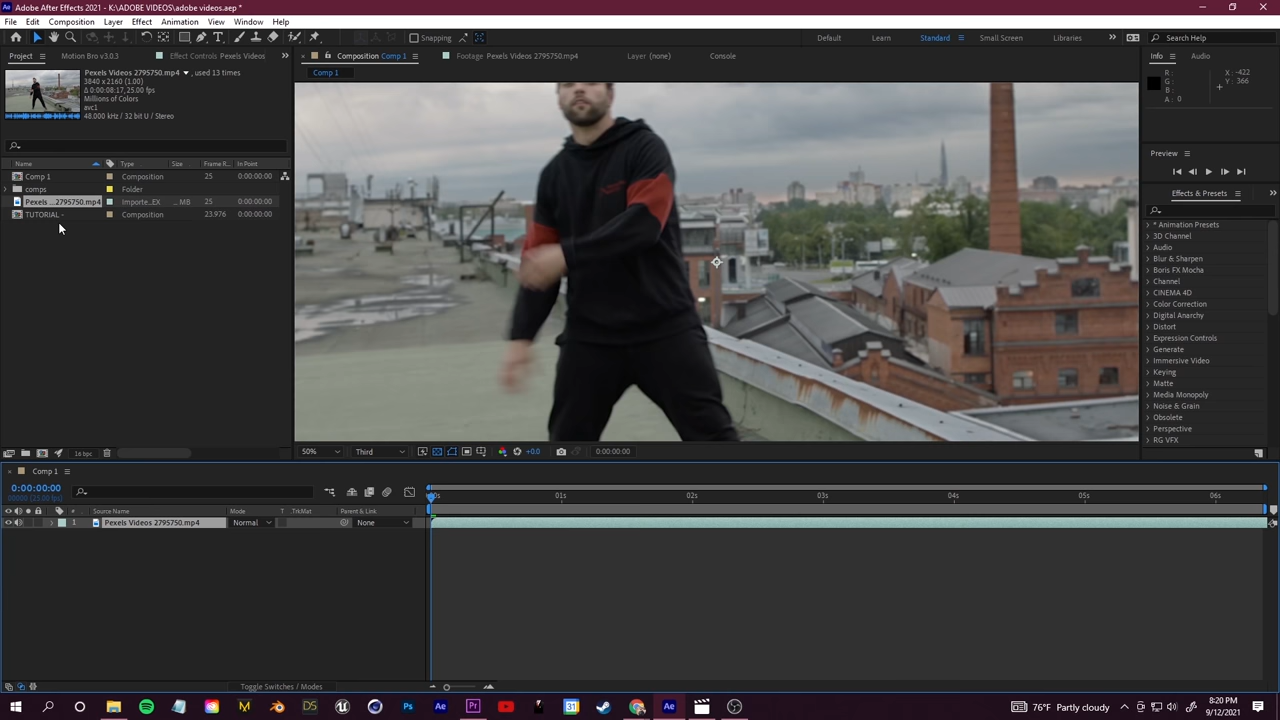 Adobe After Effects 2021 - K:\ADOBE VIDEOS\adobe videos.aep *
File Edit Composition Layer Effect Animation View Window Help
Snapping Default Learn Standard Small Screen Libraries Search Help
Project Motion Bro v3.0.3 Effect Controls Pexels Videos Composition Comp 1 Footage Pexels Videos 2795750.mp4 Layer (none) Console Info Audio
Comp 1
Pexels Videos 2795750.mp4 , used 13 times
3840 x 2160 (1.00)
Δ 0:00:08:17, 25.00 fps
Millions of Colors
avc1
48.000 kHz / 32 bit U / Stereo
R :
G :
B :
A : 0
X : -422
Y : 366
Name Type Size Frame R... In Point
Comp 1 Composition 25 0:00:00:00
comps Folder
Pexels ...2795750.mp4 Importe...EX ... MB 25 0:00:00:00
TUTORIAL - Composition 23.976 0:00:00:00
Preview
Effects & Presets
* Animation Presets
3D Channel
Audio
Blur & Sharpen
Boris FX Mocha
Channel
CINEMA 4D
Color Correction
Digital Anarchy
Distort
Expression Controls
Generate
Immersive Video
Keying
Matte
Media Monopoly
Noise & Grain
Obsolete
Perspective
RG VFX
16 bpc
50% Third +0.0 0:00:00:00
Comp 1
0:00:00:00
00000 (25.00 fps)
01s 02s 03s 04s 05s 06s
# Source Name Mode T .TrkMat Parent & Link
1 Pexels Videos 2795750.mp4 Normal None
Toggle Switches / Modes
76°F Partly cloudy
8:20 PM
9/12/2021